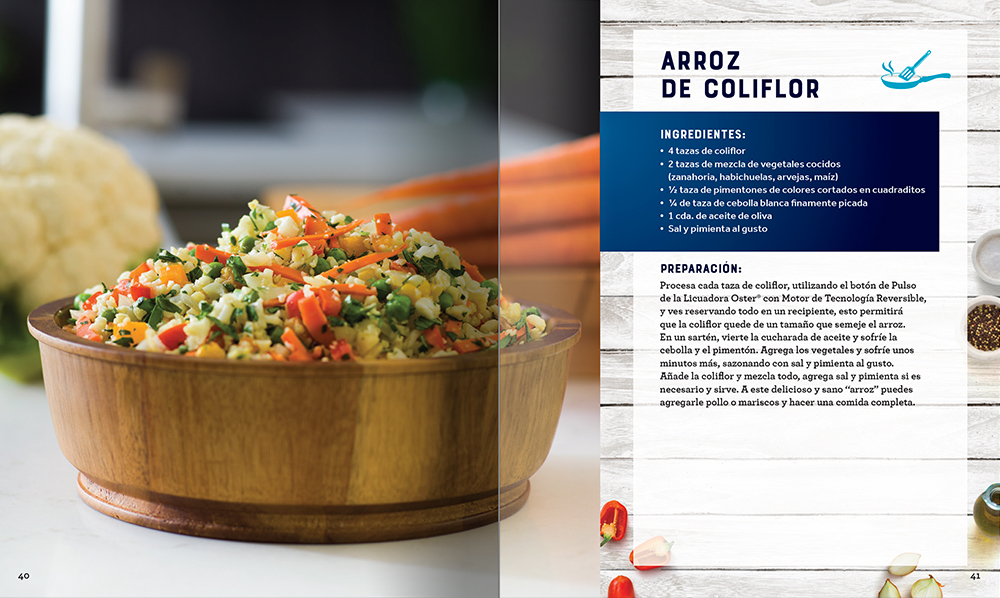 ARROZ
DE COLIFLOR
INGREDIENTES:
• 4 tazas de coliflor
• 2 tazas de mezcla de vegetales cocidos
(zanahoria, habichuelas, arvejas, maíz)
• ½ taza de pimentones de colores cortados en cuadraditos
• ¼ de taza de cebolla blanca finamente picada
• 1 cda. de aceite de oliva
• Sal y pimienta al gusto
PREPARACIÓN:
Procesa cada taza de coliflor, utilizando el botón de Pulso
de la Licuadora Oster® con Motor de Tecnología Reversible,
y ves reservando todo en un recipiente, esto permitirá
que la coliflor quede de un tamaño que semeje el arroz.
En un sartén, vierte la cucharada de aceite y sofríe la
cebolla y el pimentón. Agrega los vegetales y sofríe unos
minutos más, sazonando con sal y pimienta al gusto.
Añade la coliflor y mezcla todo, agrega sal y pimienta si es
necesario y sirve. A este delicioso y sano “arroz” puedes
agregarle pollo o mariscos y hacer una comida completa.
40
41